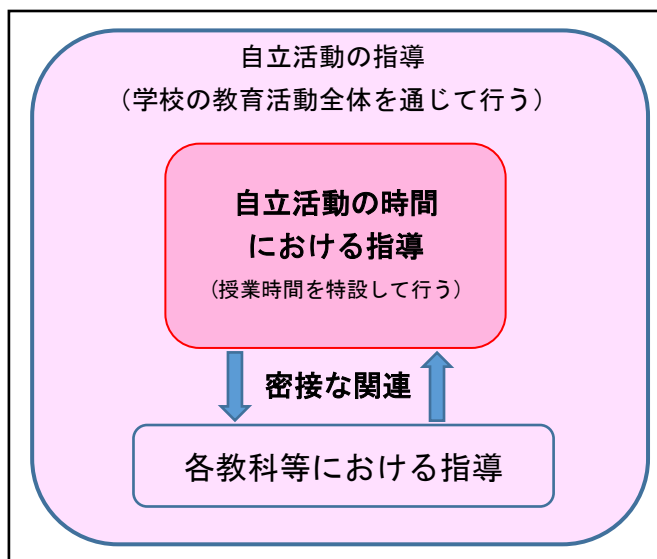 自立活動の指導
（学校の教育活動全体を通じて行う）
自立活動の時間
における指導
（授業時間を特設して行う）
密接な関連
各教科等における指導